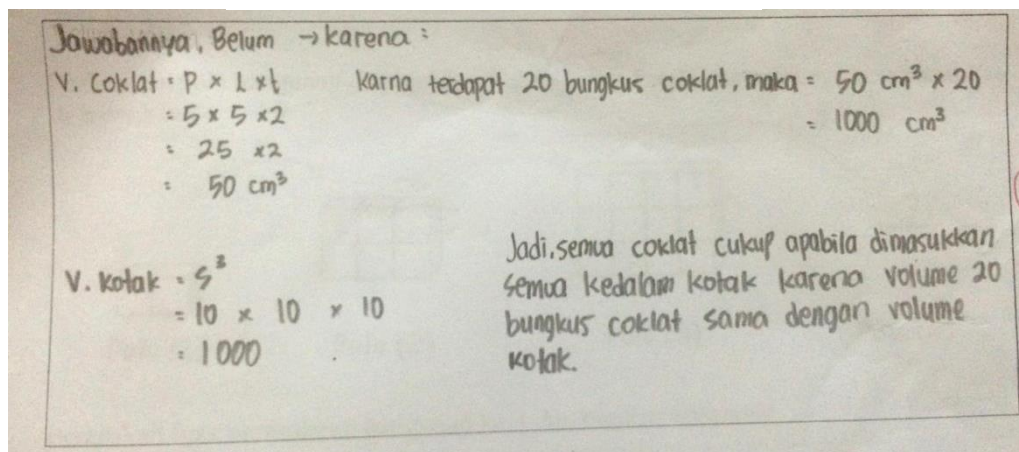 Jawabannya, Belum → karena :
V. Coklat = P x L x t
= 5 x 5 x 2
= 25 x 2
= 50 cm³
Karna terdapat 20 bungkus coklat, maka = 50 cm³ x 20
= 1000 cm³
V. Kotak = S³
= 10 x 10 x 10
= 1000
Jadi, semua coklat cukup apabila dimasukkan
semua kedalam kotak karena volume 20
bungkus coklat sama dengan volume
kotak.